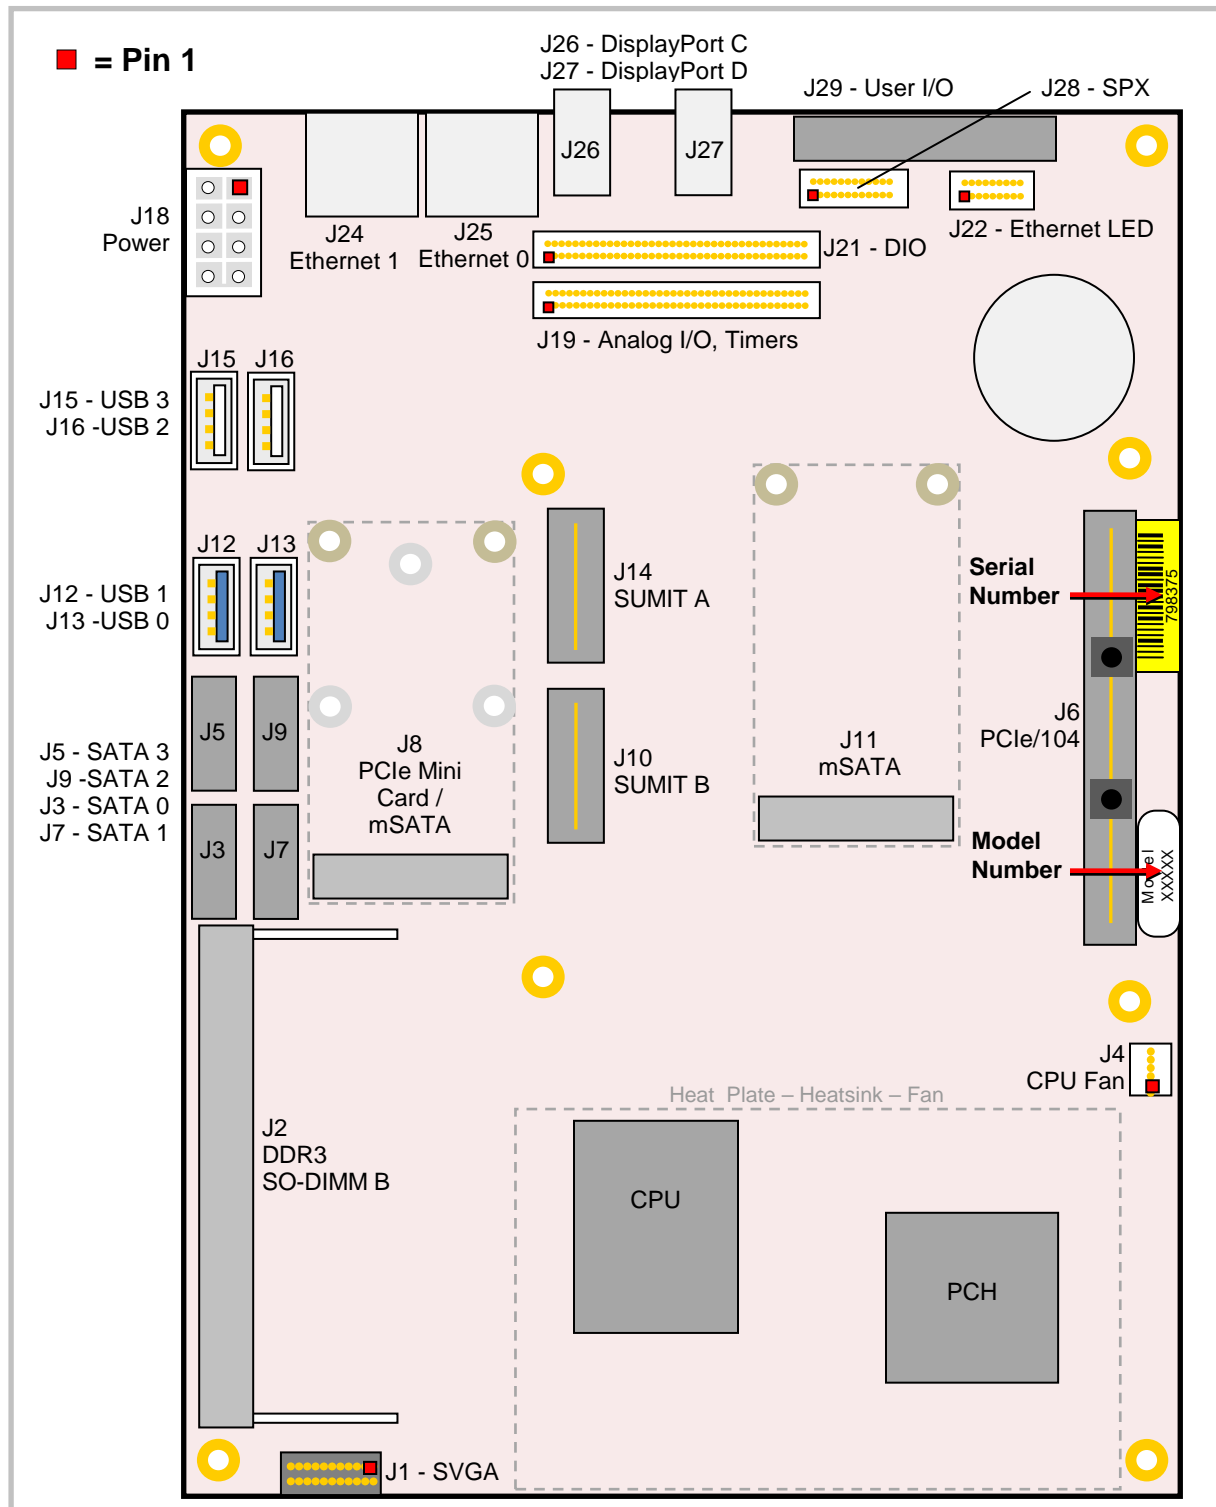 = Pin 1
J26 - DisplayPort C
J27 - DisplayPort D
J29 - User I/O
J28 - SPX
J26
J27
J18
Power
J24
Ethernet 1
J25
Ethernet 0
J21 - DIO
J22 - Ethernet LED
J19 - Analog I/O, Timers
J15
J16
J15 - USB 3
J16 -USB 2
J12
J13
J12 - USB 1
J13 -USB 0
J14
SUMIT A
Serial
Number
798375
J5
J9
J5 - SATA 3
J9 -SATA 2
J3 - SATA 0
J7 - SATA 1
J3
J7
J8
PCIe Mini
Card /
mSATA
J10
SUMIT B
J11
mSATA
J6
PCIe/104
Model
Number
Model
XXXXX
J4
CPU Fan
Heat Plate – Heatsink – Fan
J2
DDR3
SO-DIMM B
CPU
PCH
J1 - SVGA